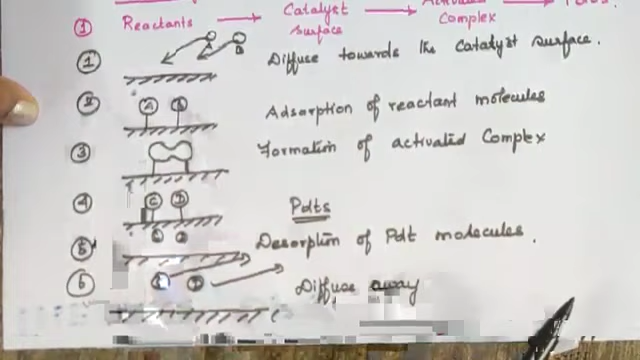 ① Reactants → Catalyst surface → Complex
① Diffuse towards the Catalyst surface.
② A B Adsorption of reactant molecules
③ Formation of activated Complex
④ C D Pdts
⑤ Desorption of Pdt molecules.
⑥ Diffuse away